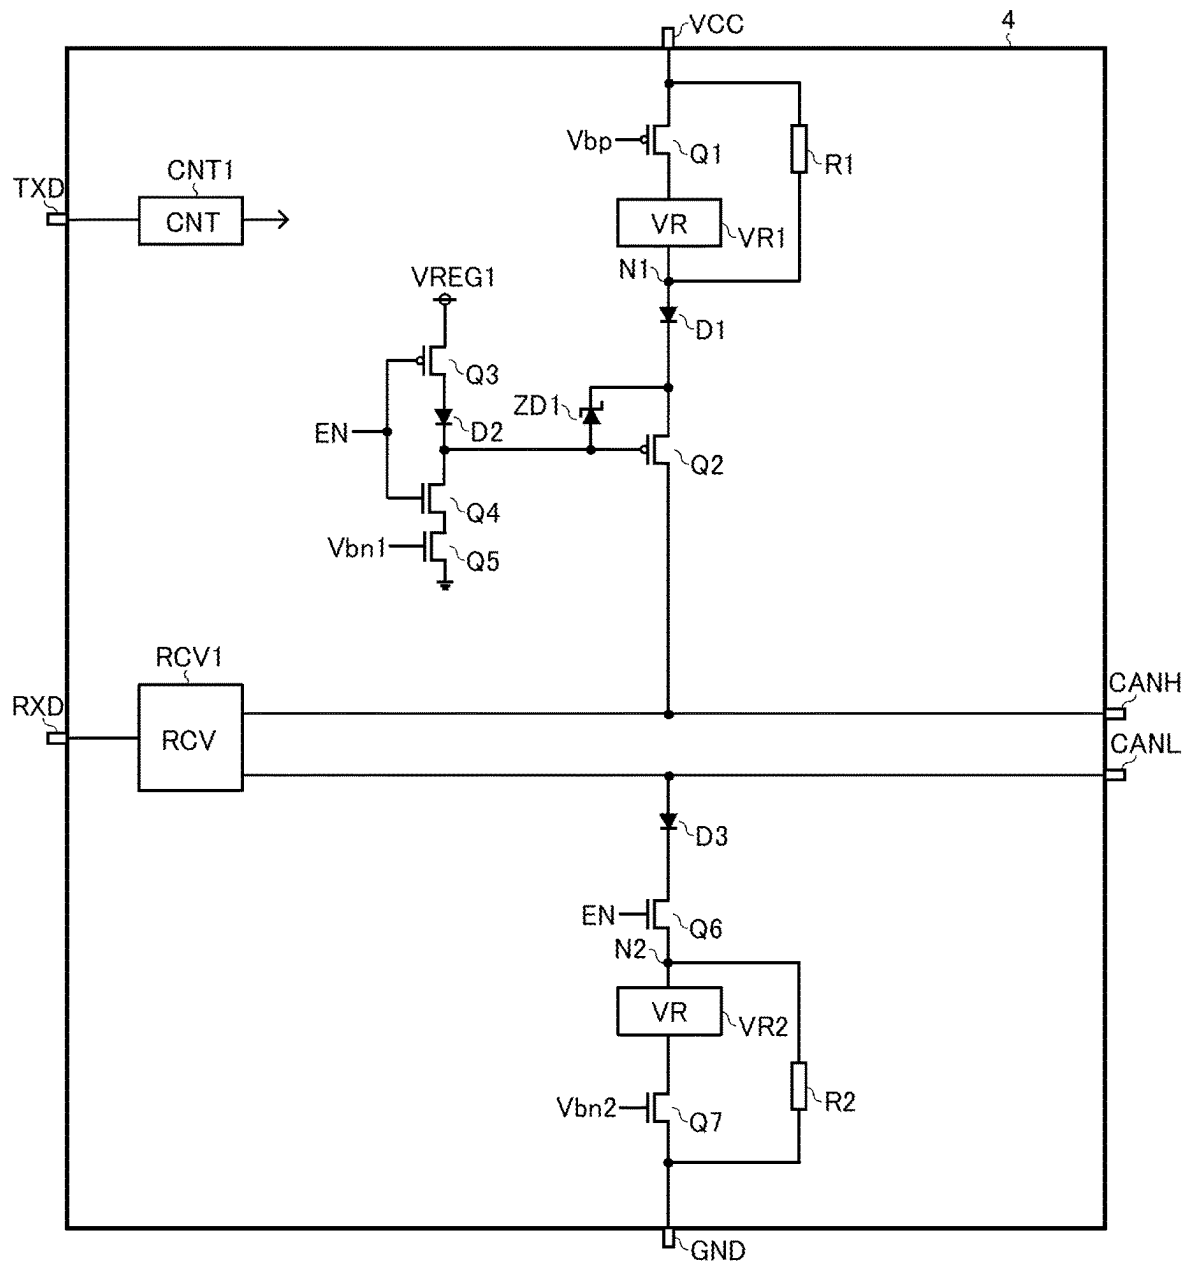 VCC
4
Vbp
Q1
R1
CNT1
TXD
CNT
VR
VR1
N1
VREG1
D1
Q3
ZD1
EN
D2
Q2
Q4
Vbn1
Q5
RCV1
RXD
RCV
CANH
CANL
D3
EN
Q6
N2
VR
VR2
Vbn2
Q7
R2
GND